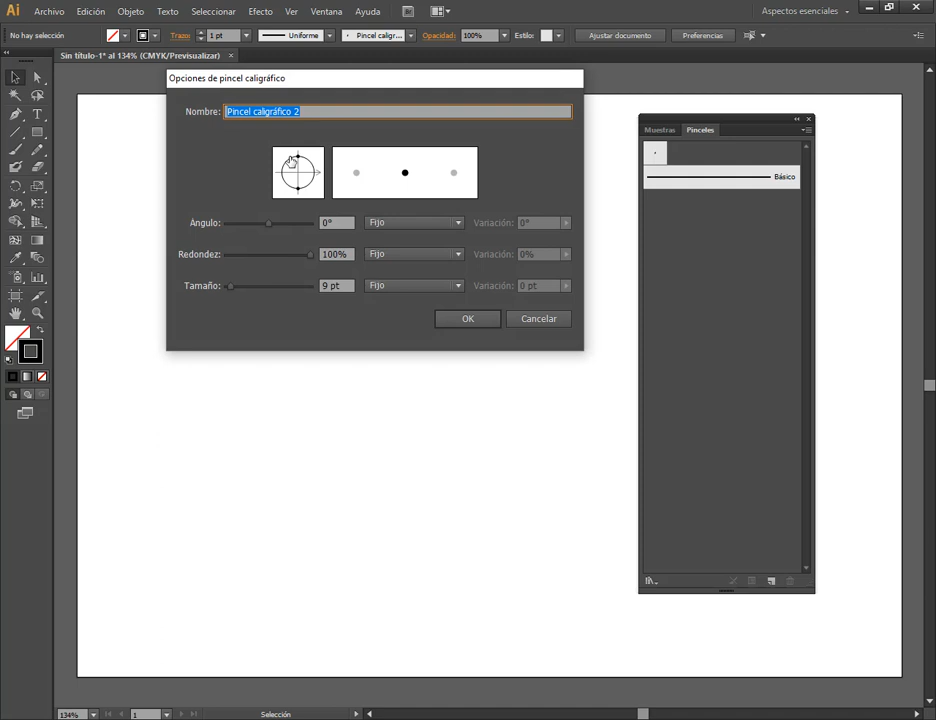 Ai Archivo Edición Objeto Texto Seleccionar Efecto Ver Ventana Ayuda Br Aspectos esenciales
No hay selección Trazo: 1 pt Uniforme Pincel caligr... Opacidad: 100% Estilo: Ajustar documento Preferencias
Sin título-1* al 134% (CMYK/Previsualizar)
Opciones de pincel caligráfico
Nombre: Pincel caligráfico 2
Muestras Pinceles
Básico
Ángulo: 0° Fijo Variación: 0°
Redondez: 100% Fijo Variación: 0%
Tamaño: 9 pt Fijo Variación: 0 pt
OK Cancelar
134% 1 Selección